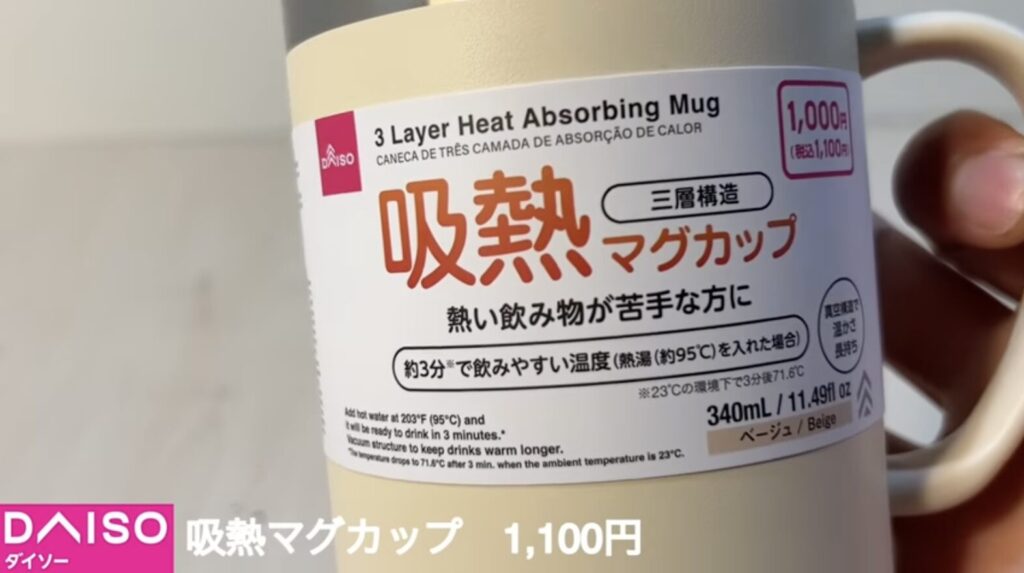 DAISO
3 Layer Heat Absorbing Mug
CANECA DE TRÊS CAMADA DE ABSORÇÃO DE CALOR
1,000円
(税込1,100円)
三層構造
吸熱マグカップ
熱い飲み物が苦手な方に
約3分※で飲みやすい温度(熱湯(約95℃)を入れた場合)
※23℃の環境下で3分後71.6℃
真空構造で
温かさ
長持ち
Add hot water at 203°F (95°C) and
it will be ready to drink in 3 minutes.*
Vacuum structure to keep drinks warm longer.
*The temperature drops to 71.6°C after 3 min. when the ambient temperature is 23°C.
340mL / 11.49fl oz
ベージュ / Beige
DAISO
ダイソー
吸熱マグカップ 1,100円